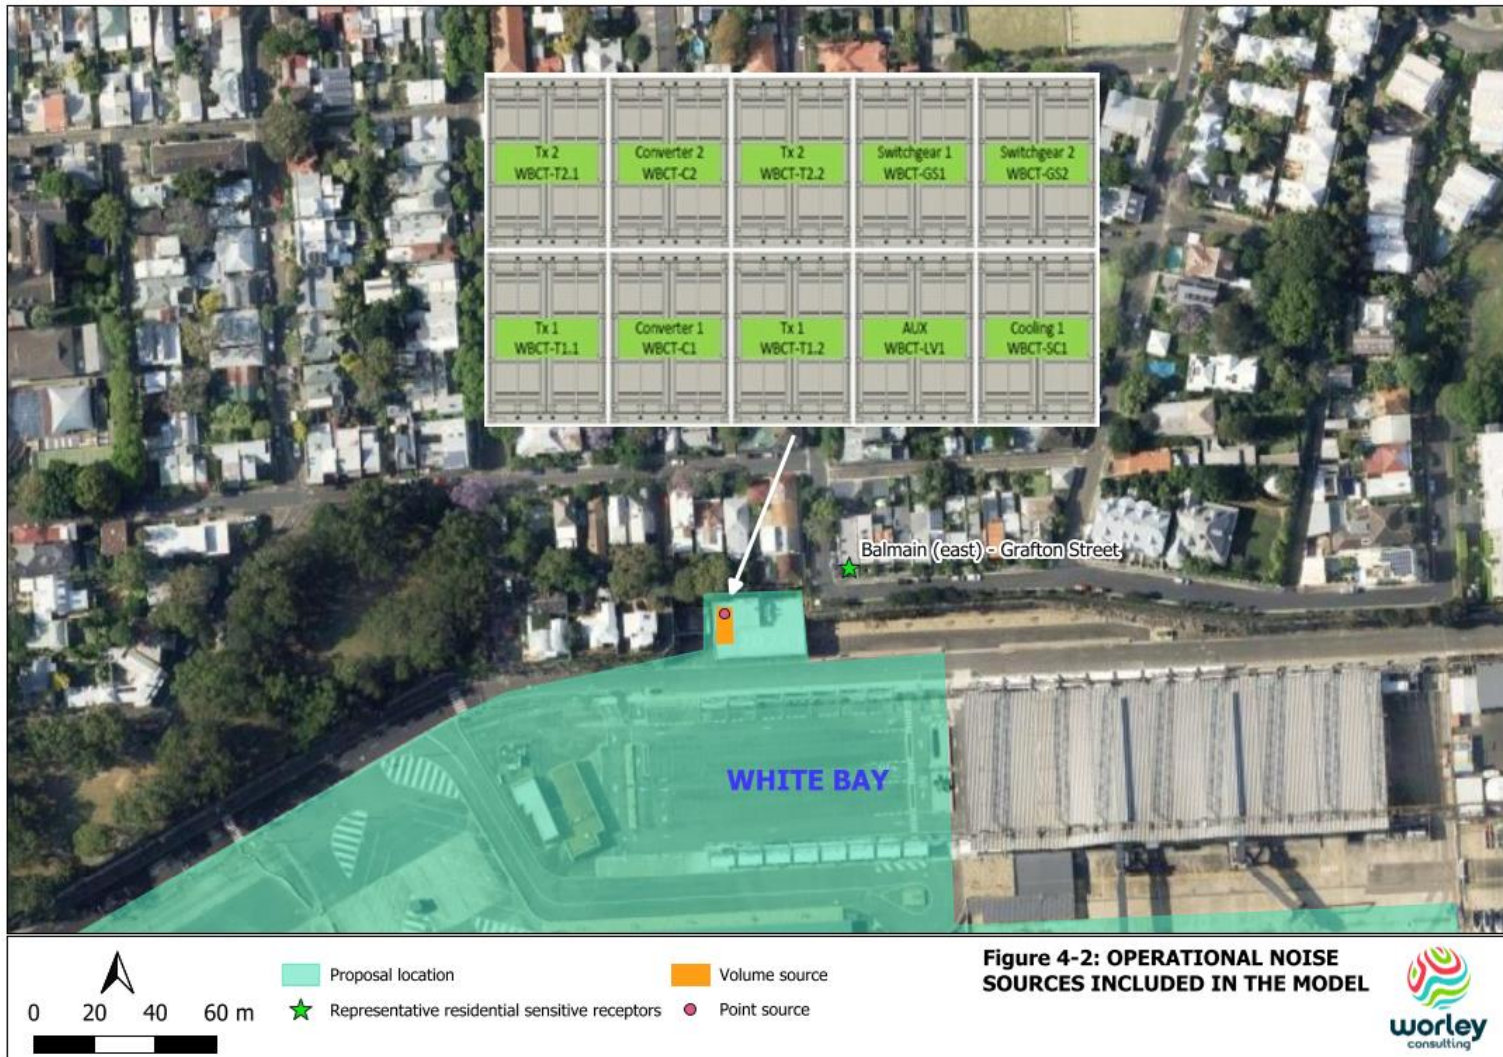 Tx 2
WBCT-T2.1
Converter 2
WBCT-C2
Tx 2
WBCT-T2.2
Switchgear 1
WBCT-GS1
Switchgear 2
WBCT-GS2
Tx 1
WBCT-T1.1
Converter 1
WBCT-C1
Tx 1
WBCT-T1.2
AUX
WBCT-LV1
Cooling 1
WBCT-SC1
Balmain (east) - Grafton Street
WHITE BAY
0 20 40 60 m
Proposal location
Representative residential sensitive receptors
Volume source
Point source
Figure 4-2: OPERATIONAL NOISE
SOURCES INCLUDED IN THE MODEL
worley
consulting